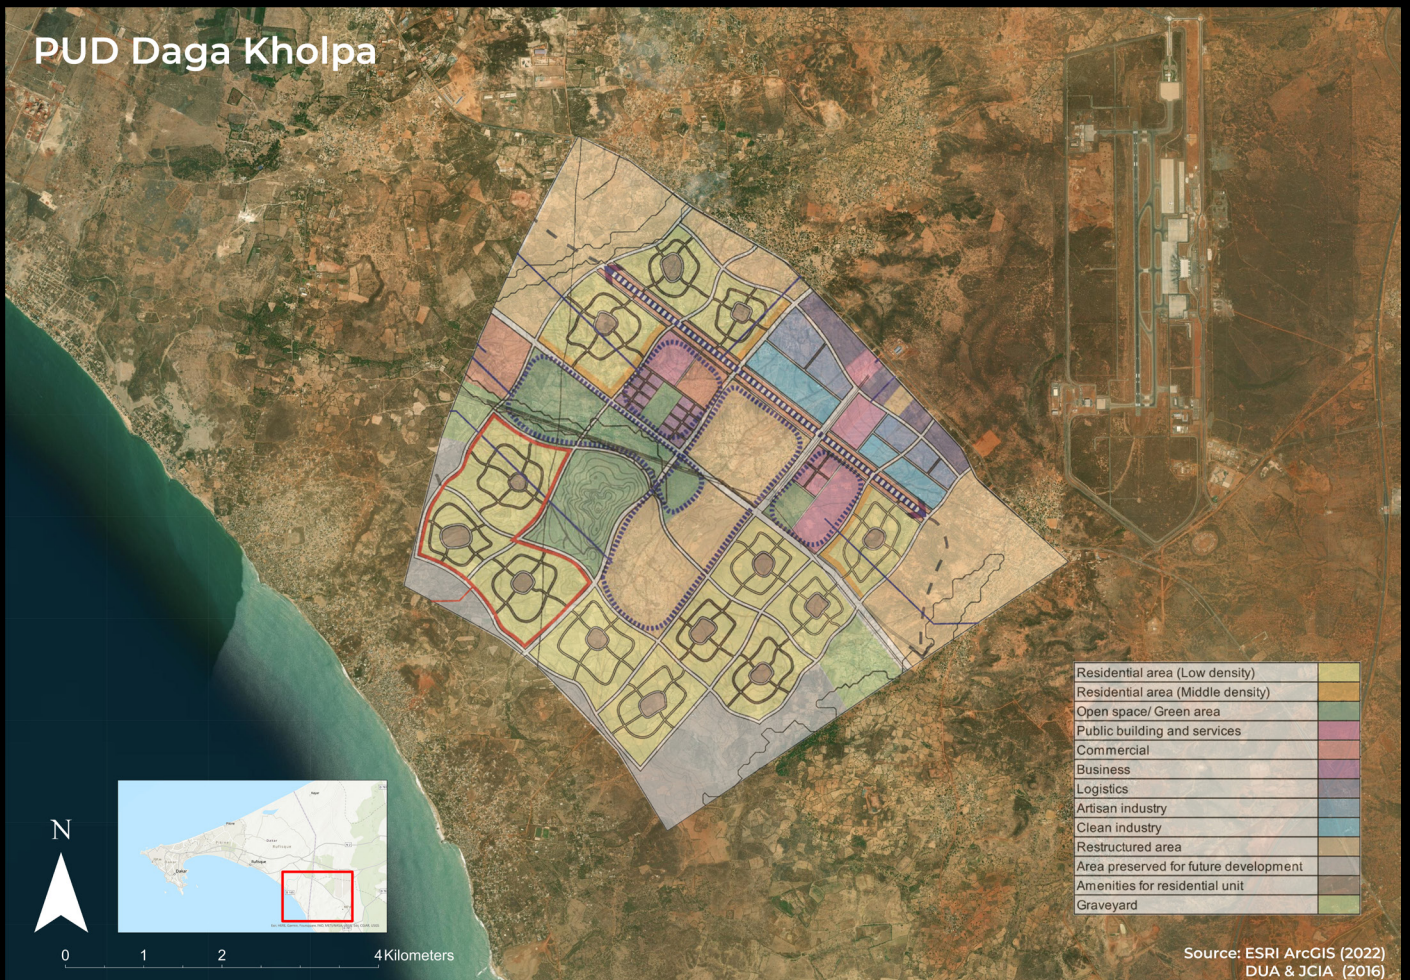 PUD Daga Kholpa
Residential area (Low density)
Residential area (Middle density)
Open space/ Green area
Public building and services
Commercial
Business
Logistics
Artisan industry
Clean industry
Restructured area
Area preserved for future development
Amenities for residential unit
Graveyard
N
Dakar
Rufisque
0 1 2 4 Kilometers
Source: ESRI ArcGIS (2022)
DUA & JCIA (2016)